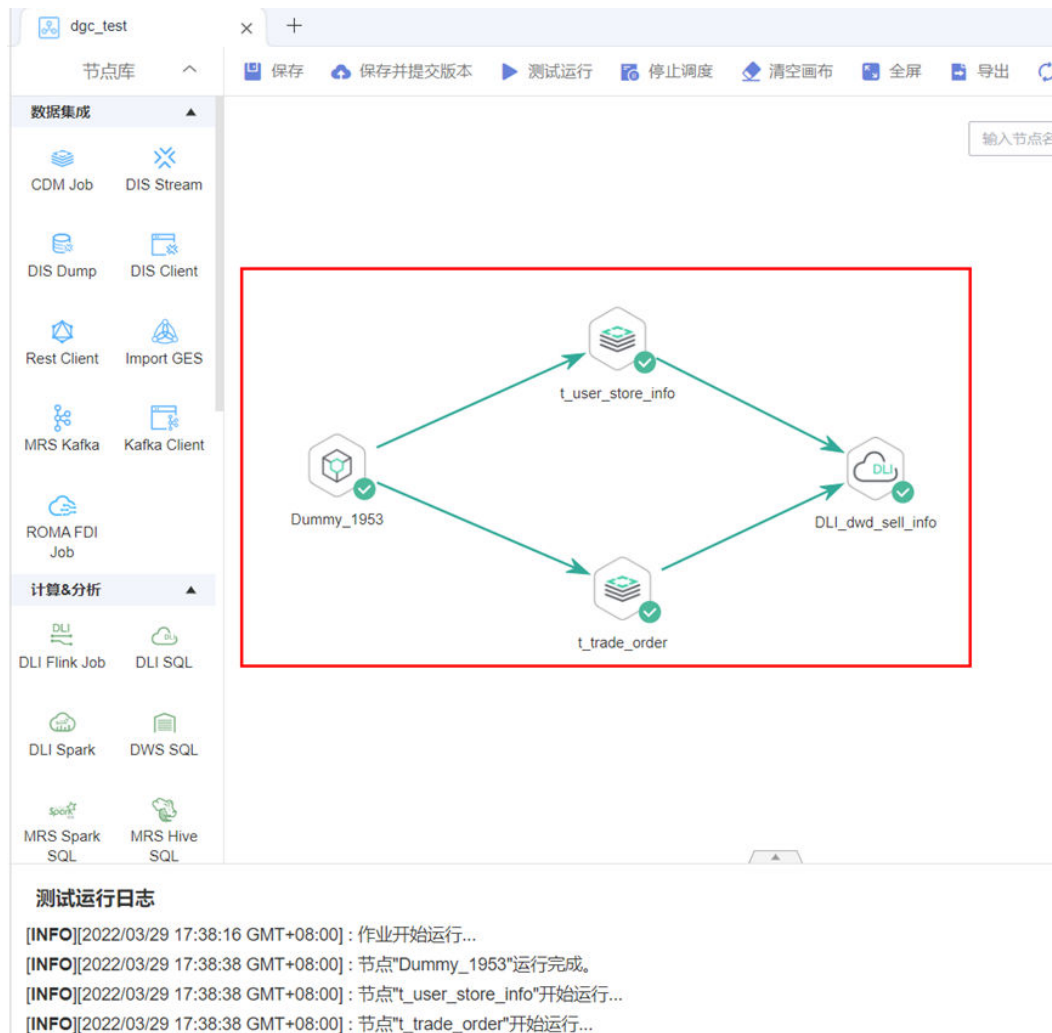 dgc_test
节点库
保存
保存并提交版本
测试运行
停止调度
清空画布
全屏
导出
输入节点名
数据集成
CDM Job
DIS Stream
DIS Dump
DIS Client
Rest Client
Import GES
MRS Kafka
Kafka Client
ROMA FDI
Job
计算&分析
DLI
DLI Flink Job
DLI SQL
DLI Spark
DWS SQL
MRS Spark
SQL
MRS Hive
SQL
t_user_store_info
Dummy_1953
DLI
DLI_dwd_sell_info
t_trade_order
测试运行日志
[INFO][2022/03/29 17:38:16 GMT+08:00] : 作业开始运行...
[INFO][2022/03/29 17:38:38 GMT+08:00] : 节点"Dummy_1953"运行完成。
[INFO][2022/03/29 17:38:38 GMT+08:00] : 节点"t_user_store_info"开始运行...
[INFO][2022/03/29 17:38:38 GMT+08:00] : 节点"t_trade_order"开始运行...